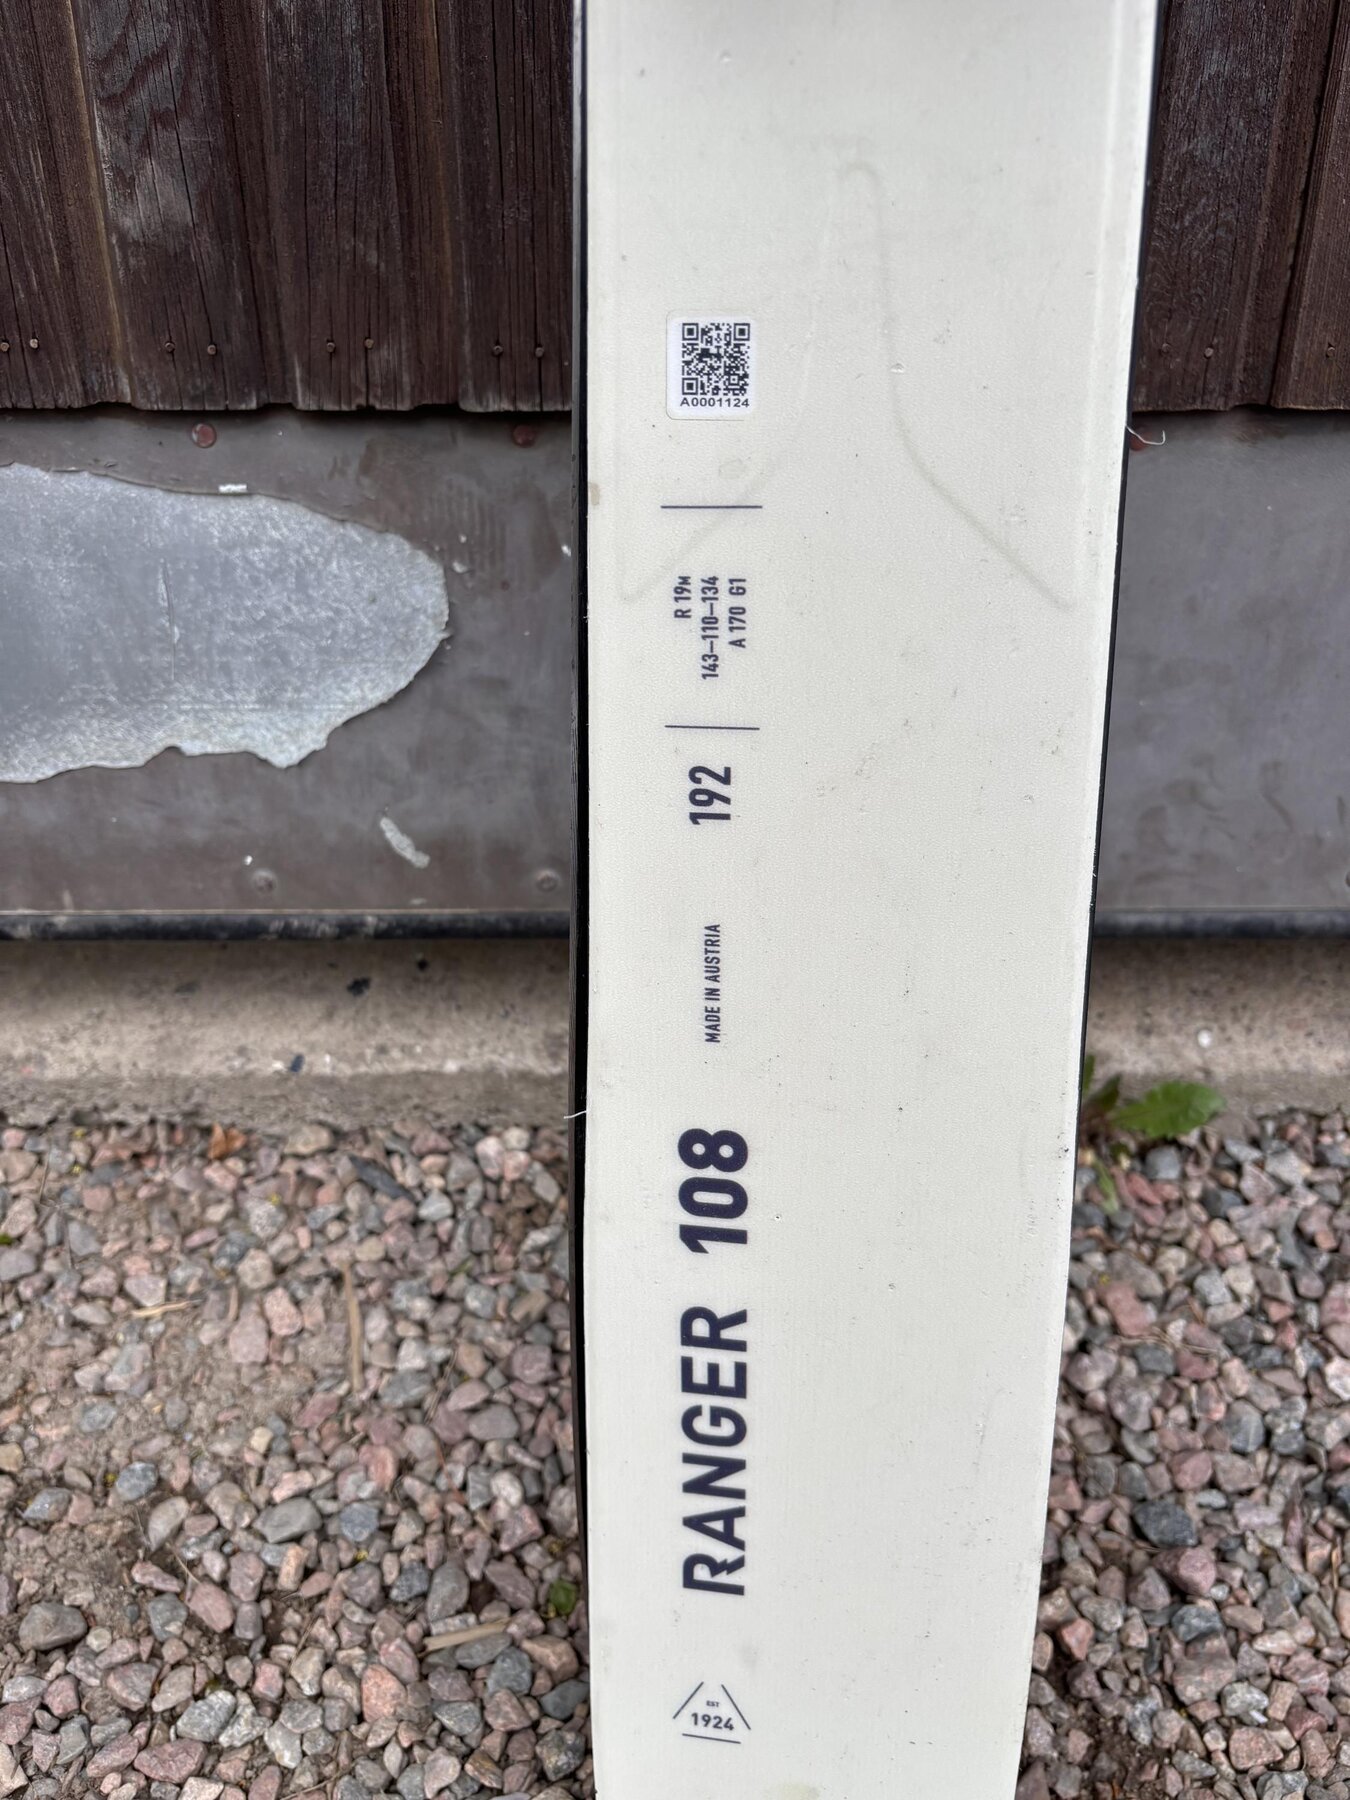 A0001124
R 19M
143–110–134
A 170 G1
192
MADE IN AUSTRIA
RANGER 108
EST
1924